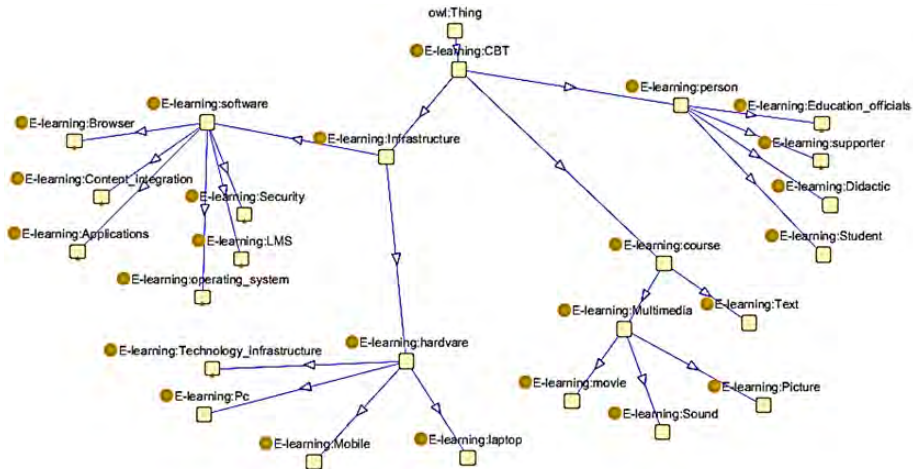 owl:Thing
E-learning:CBT
E-learning:person
E-learning:software
E-learning:Education_officials
E-learning:Browser
E-learning:Infrastructure
E-learning:supporter
E-learning:Content_integration
E-learning:Security
E-learning:Didactic
E-learning:Applications
E-learning:LMS
E-learning:Student
E-learning:course
E-learning:operating_system
E-learning:Multimedia
E-learning:Text
E-learning:hardvare
E-learning:Technology_infrastructure
E-learning:movie
E-learning:Picture
E-learning:Pc
E-learning:Sound
E-learning:Mobile
E-learning:laptop